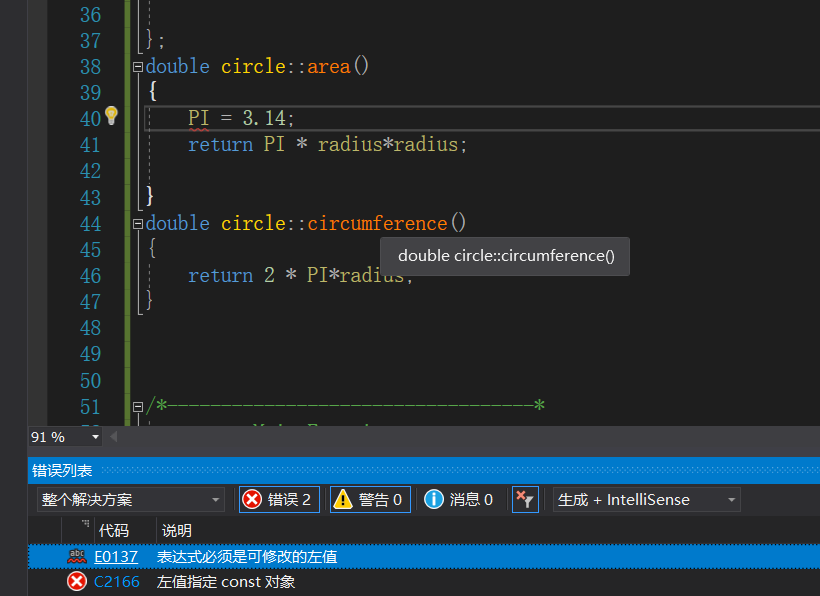 36
37 };
38 double circle::area()
39 {
40 PI = 3.14;
41 return PI * radius*radius;
42
43 }
44 double circle::circumference()
45 {
double circle::circumference()
46 return 2 * PI*radius;
47 }
48
49
50
51 /*----------------------------------*
91 %
错误列表
整个解决方案 错误 2 警告 0 消息 0 生成 + IntelliSense
代码 说明
abc E0137 表达式必须是可修改的左值
C2166 左值指定 const 对象